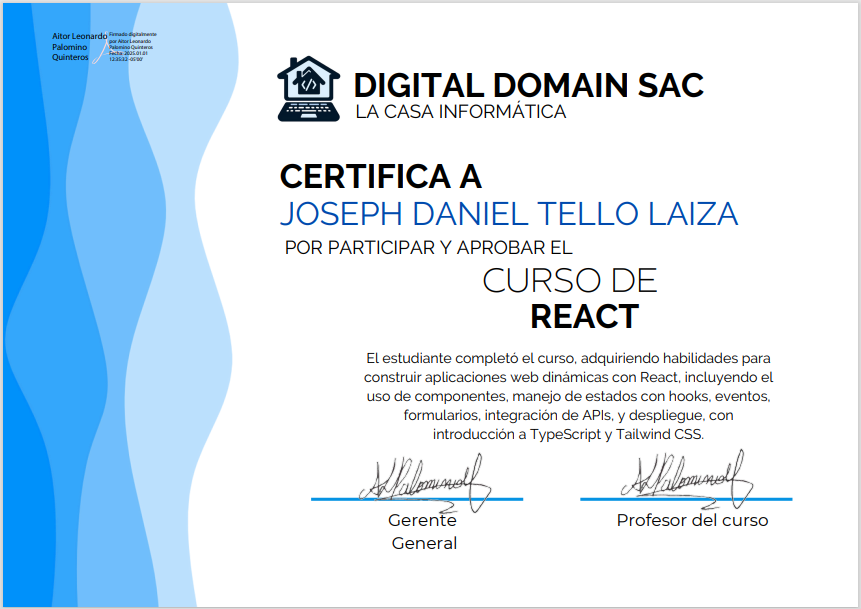 Aitor Leonardo
Palomino
Quinteros
Firmado digitalmente
por Aitor Leonardo
Palomino Quinteros
Fecha: 2025.01.01
12:35:33 -05'00'
DIGITAL DOMAIN SAC
LA CASA INFORMÁTICA
CERTIFICA A
JOSEPH DANIEL TELLO LAIZA
POR PARTICIPAR Y APROBAR EL
CURSO DE
REACT
El estudiante completó el curso, adquiriendo habilidades para
construir aplicaciones web dinámicas con React, incluyendo el
uso de componentes, manejo de estados con hooks, eventos,
formularios, integración de APIs, y despliegue, con
introducción a TypeScript y Tailwind CSS.
Gerente
General
Profesor del curso